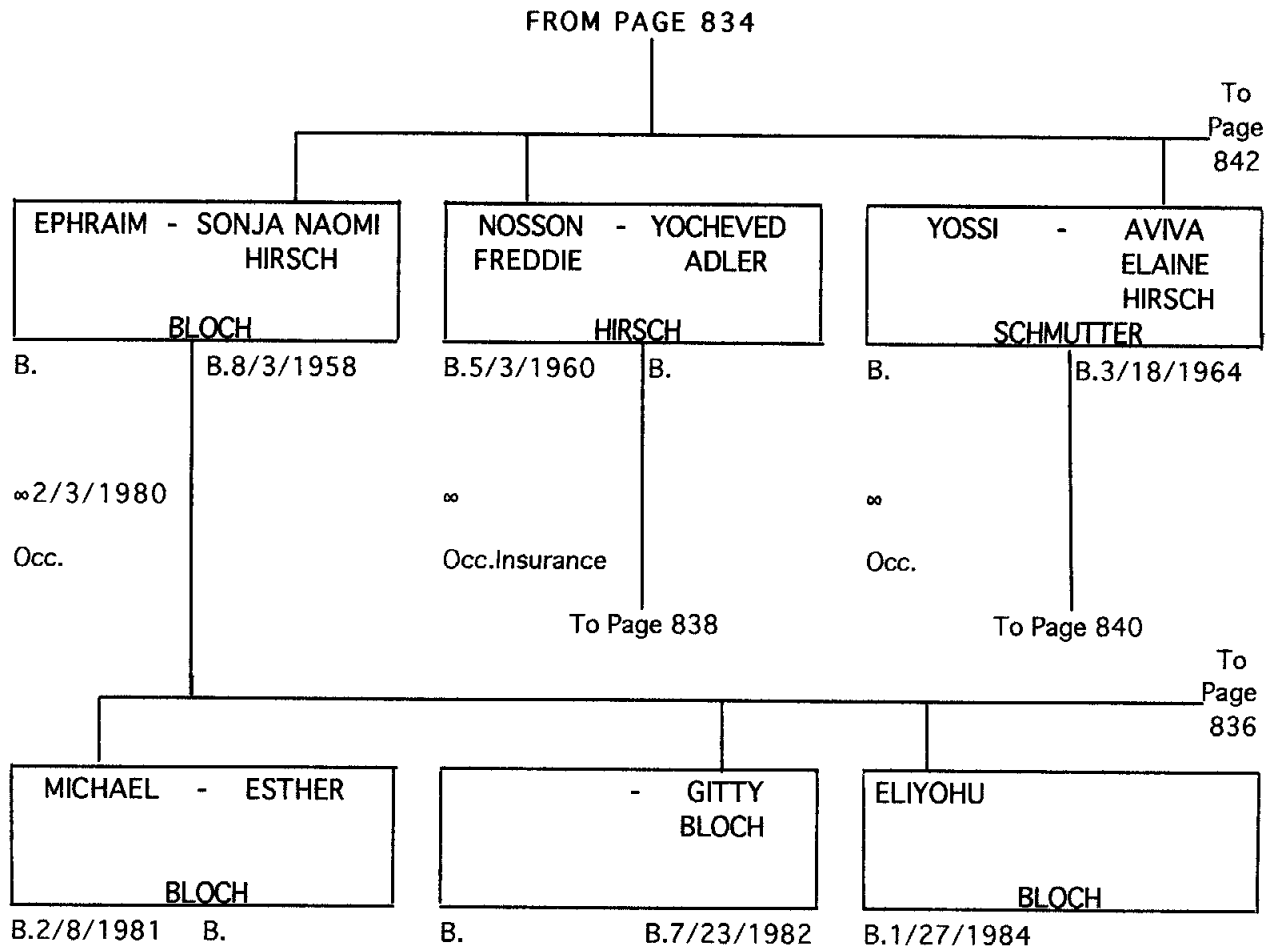 FROM PAGE 834
To
Page
842
EPHRAIM - SONJA NAOMI
HIRSCH
BLOCH
B. B.8/3/1958
∞2/3/1980
Occ.
NOSSON - YOCHEVED
FREDDIE ADLER
HIRSCH
B.5/3/1960 B.
∞
Occ.Insurance
To Page 838
YOSSI - AVIVA
ELAINE
HIRSCH
SCHMUTTER
B. B.3/18/1964
∞
Occ.
To Page 840
To
Page
836
MICHAEL - ESTHER
BLOCH
B.2/8/1981 B.
- GITTY
BLOCH
B. B.7/23/1982
ELIYOHU
BLOCH
B.1/27/1984